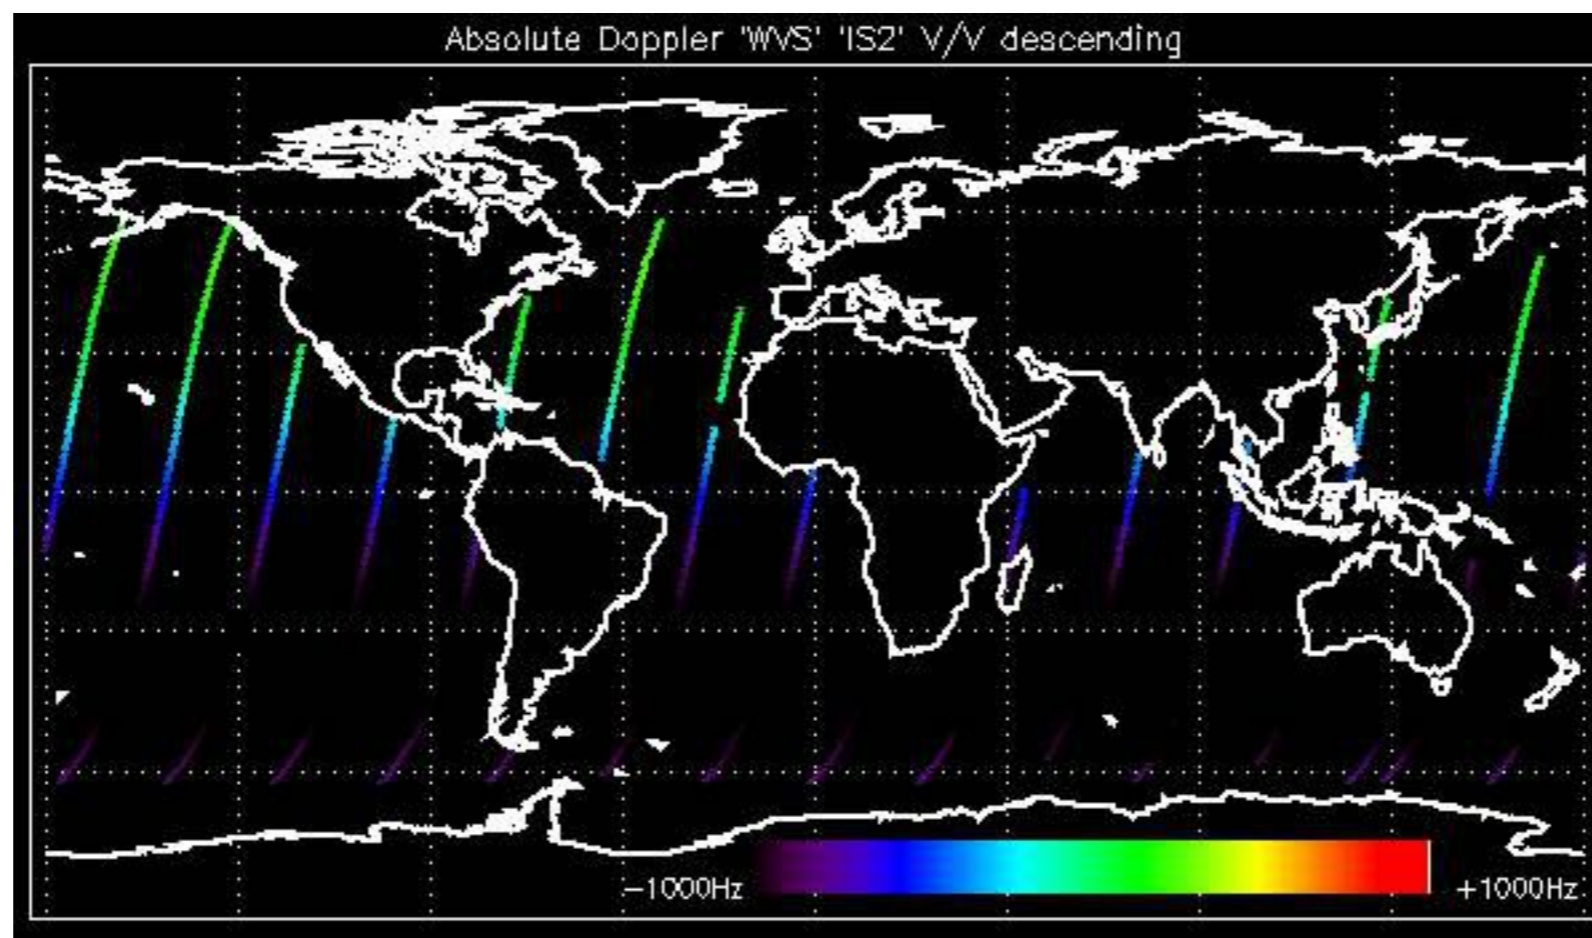 Absolute Doppler 'WVS' 'IS2' V/V descending
−1000Hz +1000Hz